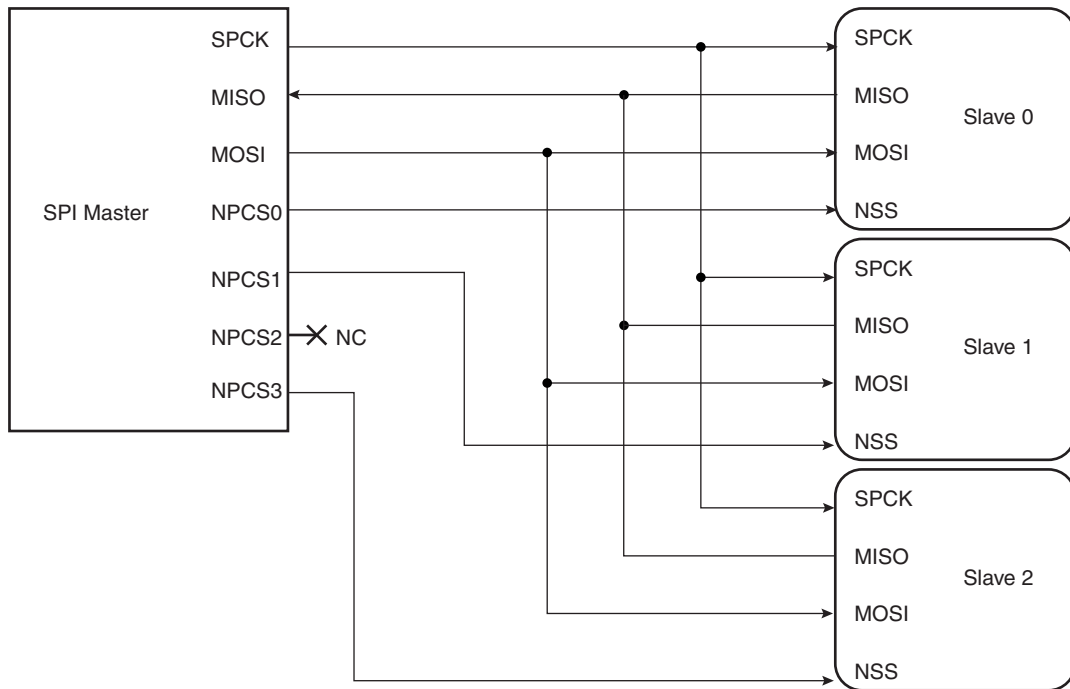 SPI Master
SPCK
MISO
MOSI
NPCS0
NPCS1
NPCS2
NC
NPCS3
SPCK
MISO
Slave 0
MOSI
NSS
SPCK
MISO
Slave 1
MOSI
NSS
SPCK
MISO
Slave 2
MOSI
NSS